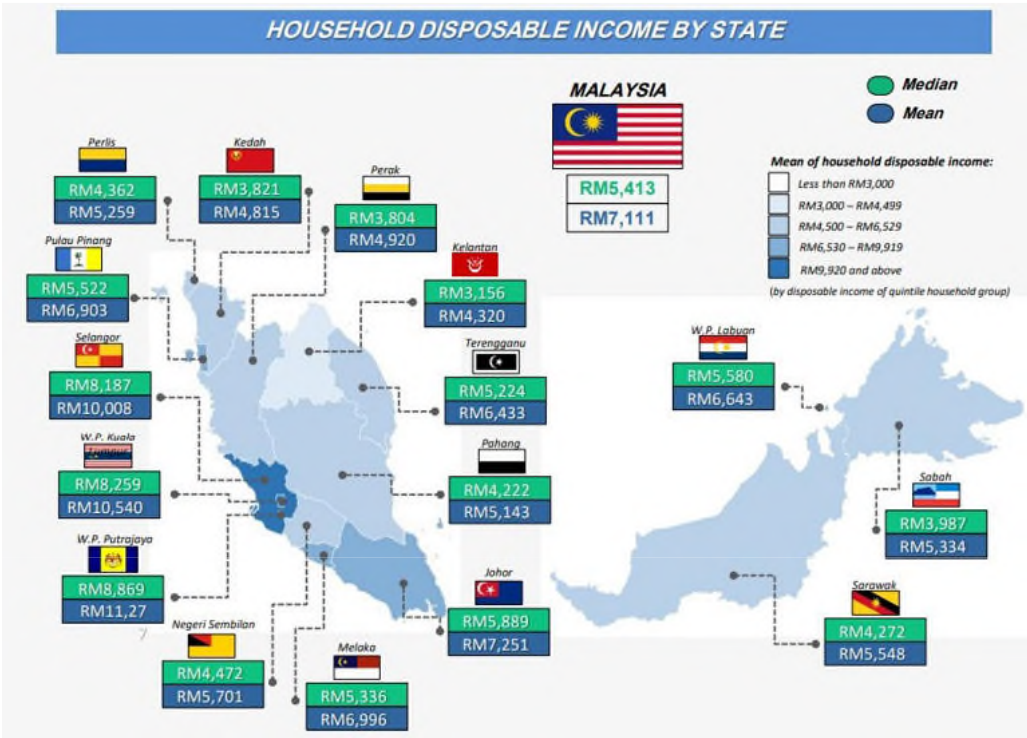 HOUSEHOLD DISPOSABLE INCOME BY STATE
MALAYSIA
RM5,413
RM7,111
Median
Mean
Mean of household disposable income:
Less than RM3,000
RM3,000 – RM4,499
RM4,500 – RM6,529
RM6,530 – RM9,919
RM9,920 and above
(by disposable income of quintile household group)
Perlis
RM4,362
RM5,259
Kedah
RM3,821
RM4,815
Perak
RM3,804
RM4,920
Pulau Pinang
RM5,522
RM6,903
Kelantan
RM3,156
RM4,320
Selangor
RM8,187
RM10,008
Terengganu
RM5,224
RM6,433
W.P. Labuan
RM5,580
RM6,643
W.P. Kuala
RM8,259
RM10,540
Pahang
RM4,222
RM5,143
Sabah
RM3,987
RM5,334
W.P. Putrajaya
RM8,869
RM11,27
Johor
RM5,889
RM7,251
Sarawak
RM4,272
RM5,548
Negeri Sembilan
RM4,472
RM5,701
Melaka
RM5,336
RM6,996